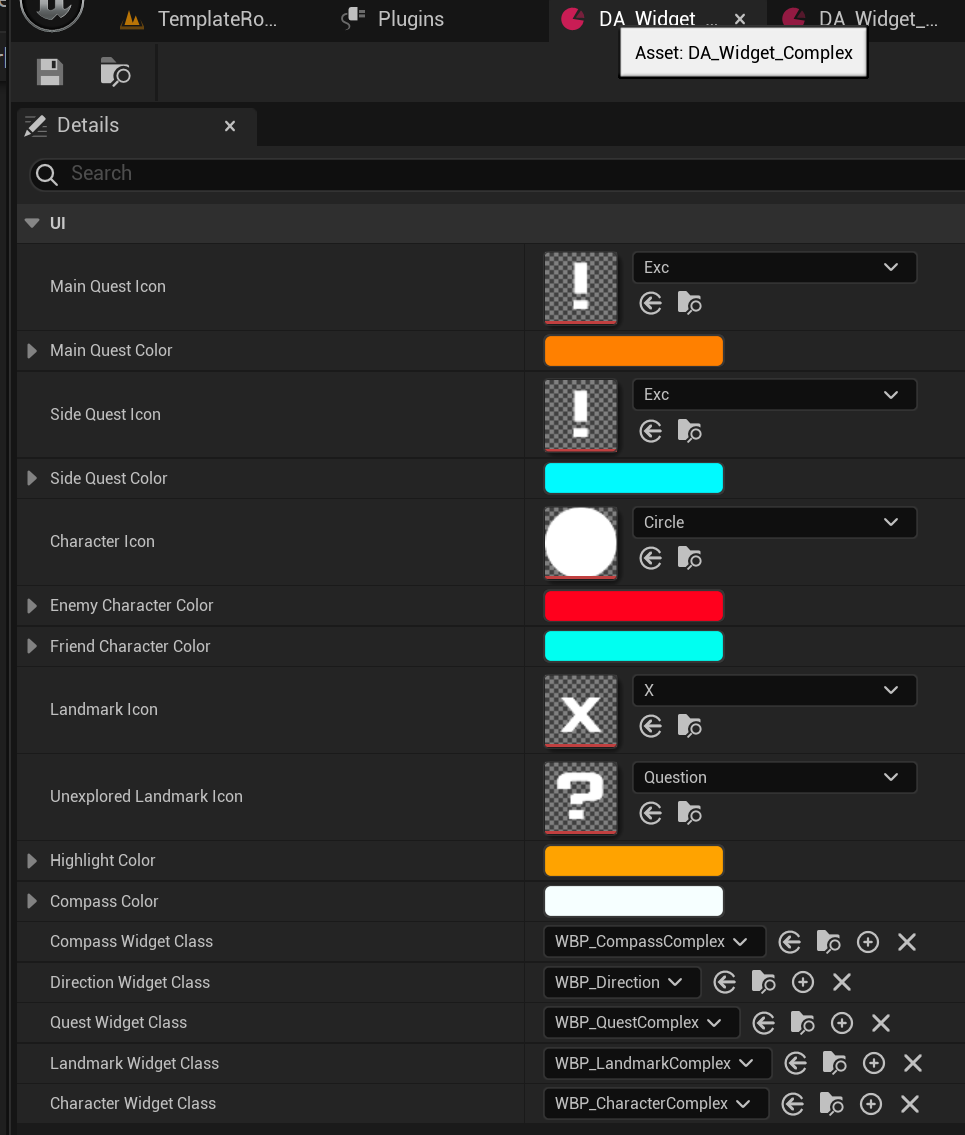 TemplateRo...
Plugins
DA_Widget_...
DA_Widget_...
Asset: DA_Widget_Complex
Details
Search
UI
Main Quest Icon
Exc
Main Quest Color
Side Quest Icon
Exc
Side Quest Color
Character Icon
Circle
Enemy Character Color
Friend Character Color
Landmark Icon
X
Unexplored Landmark Icon
Question
Highlight Color
Compass Color
Compass Widget Class WBP_CompassComplex
Direction Widget Class WBP_Direction
Quest Widget Class WBP_QuestComplex
Landmark Widget Class WBP_LandmarkComplex
Character Widget Class WBP_CharacterComplex